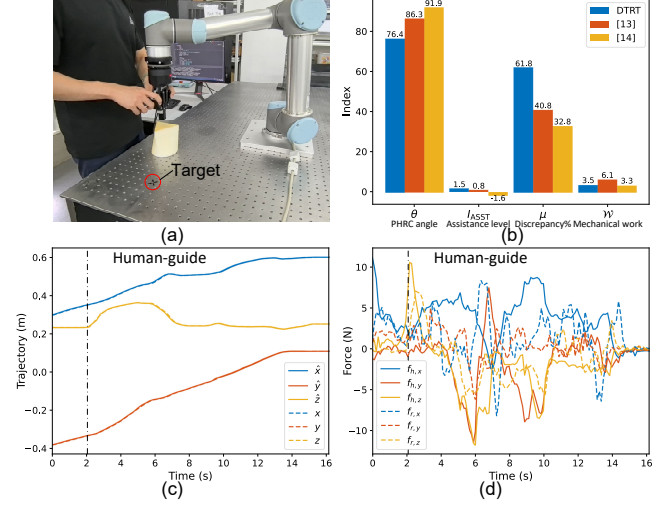 Target
(a)
DTRT
[13]
[14]
Index
80
60
40
20
0
76.4
86.3
91.9
1.5
0.8
-1.6
61.8
40.8
32.8
3.5
6.1
3.3
θ
I_ASST
μ
𝒲
PHRC angle
Assistance level
Discrepancy%
Mechanical work
(b)
Human-guide
Trajectory (m)
0.6
0.4
0.2
0.0
−0.2
−0.4
x̂
ŷ
ẑ
x
y
z
0 2 4 6 8 10 12 14 16
Time (s)
(c)
Human-guide
Force (N)
10
5
0
−5
−10
f_h,x
f_h,y
f_h,z
f_r,x
f_r,y
f_r,z
0 2 4 6 8 10 12 14 16
Time (s)
(d)